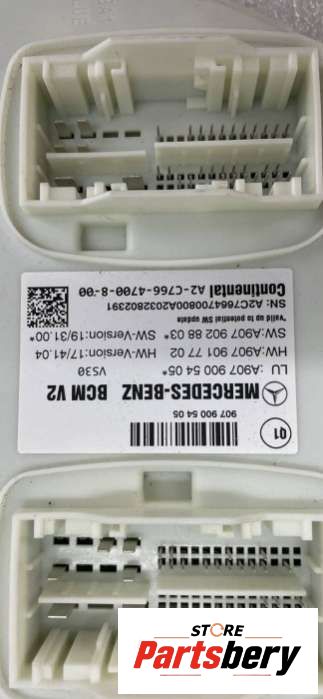 Q1
907 900 54 05
MERCEDES-BENZ BCM V2
LU :A907 900 54 05* VS30
HW:A907 901 77 02 HW-Version:17/41.04
SW:A907 902 88 03* SW-Version:19/31.00*
*valid up to potential SW update
SN: A2C7664700800A2032802391
Continental A2-C766-4700-8-00
STORE
Partsbery